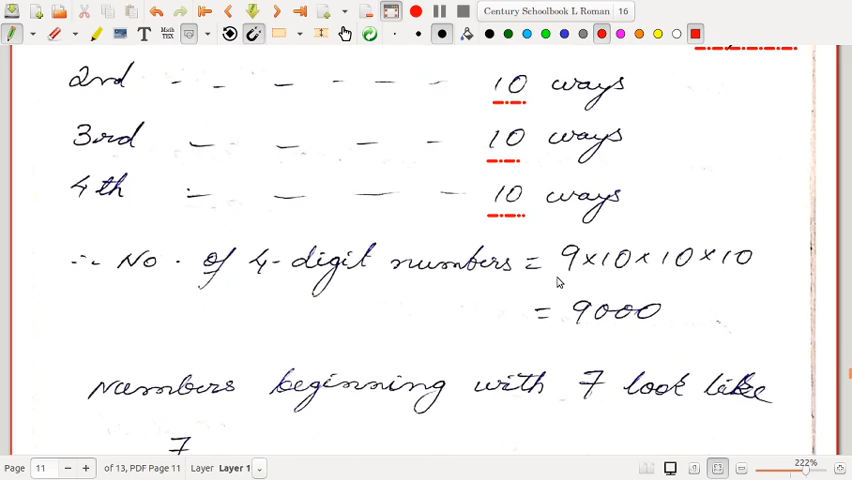 Century Schoolbook L Roman 16
T Math TEX
2nd - - - - - - 10 ways
3rd - - - - 10 ways
4th - - - - 10 ways
∴ No. of 4-digit numbers = 9×10×10×10
= 9000
Numbers beginning with 7 look like
7
Page 11 of 13, PDF Page 11 Layer Layer 1 222%